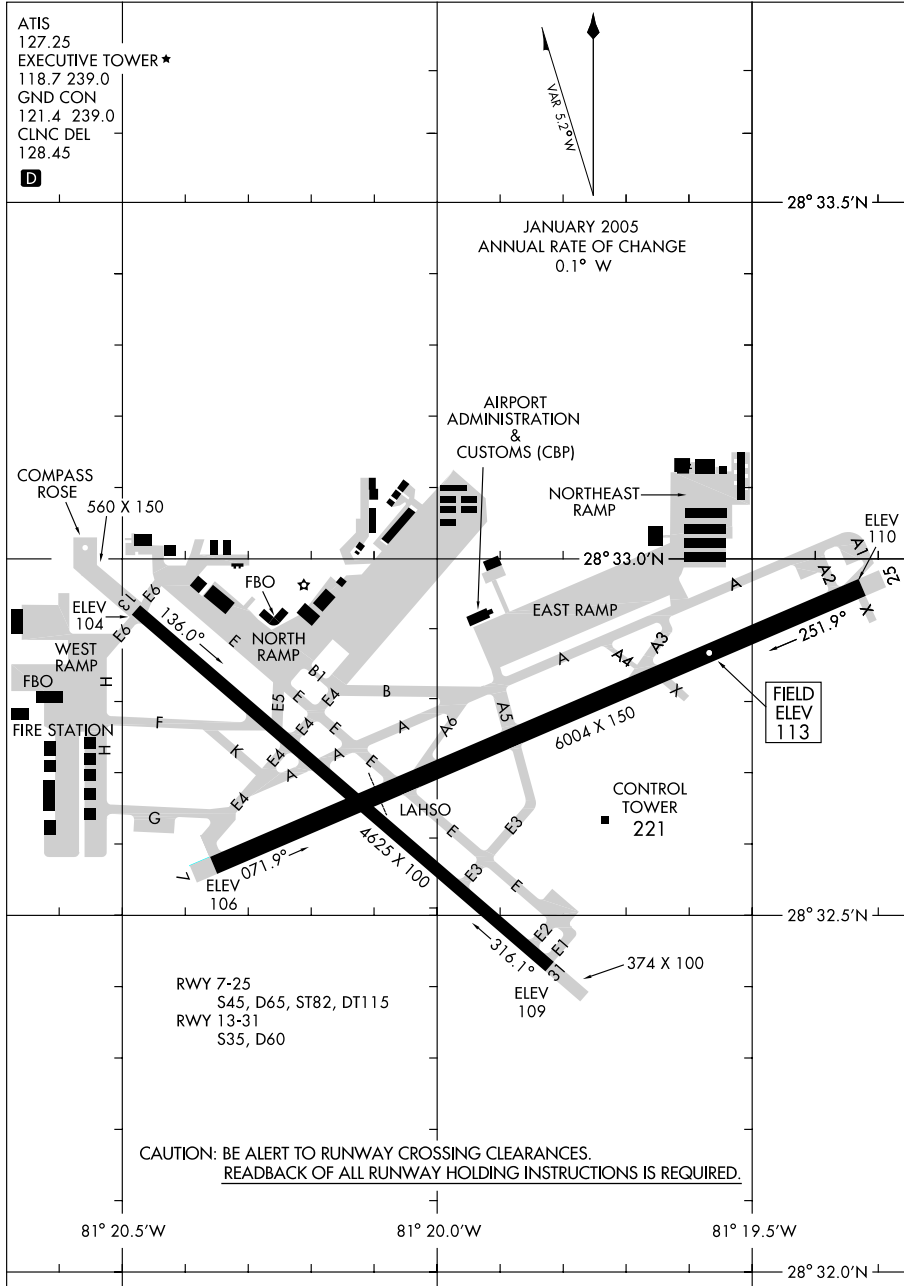 ATIS
127.25
EXECUTIVE TOWER ★
118.7 239.0
GND CON
121.4 239.0
CLNC DEL
128.45
D
VAR 5.2° W
28° 33.5'N
JANUARY 2005
ANNUAL RATE OF CHANGE
0.1° W
AIRPORT
ADMINISTRATION
&
CUSTOMS (CBP)
COMPASS
ROSE
560 X 150
NORTHEAST
RAMP
ELEV
110
28° 33.0'N
A1
25
A2
A
X
FBO
EAST RAMP
13
E6
ELEV
104
E6
136.0°
E
NORTH
RAMP
251.9°
WEST
RAMP
A3
A4
A
X
B1
H
FBO
E5
E
E4
B
A5
FIELD
ELEV
113
6004 X 150
F
FIRE STATION
H
K
E4
E
A
A6
E4
A
A
E
E4
G
LAHSO
E
CONTROL
TOWER
221
E3
4625 X 100
071.9°
7
ELEV
106
E3
E
28° 32.5'N
E2
E1
316.1°
31
374 X 100
ELEV
109
RWY 7-25
S45, D65, ST82, DT115
RWY 13-31
S35, D60
CAUTION: BE ALERT TO RUNWAY CROSSING CLEARANCES.
READBACK OF ALL RUNWAY HOLDING INSTRUCTIONS IS REQUIRED.
81° 20.5'W
81° 20.0'W
81° 19.5'W
28° 32.0'N